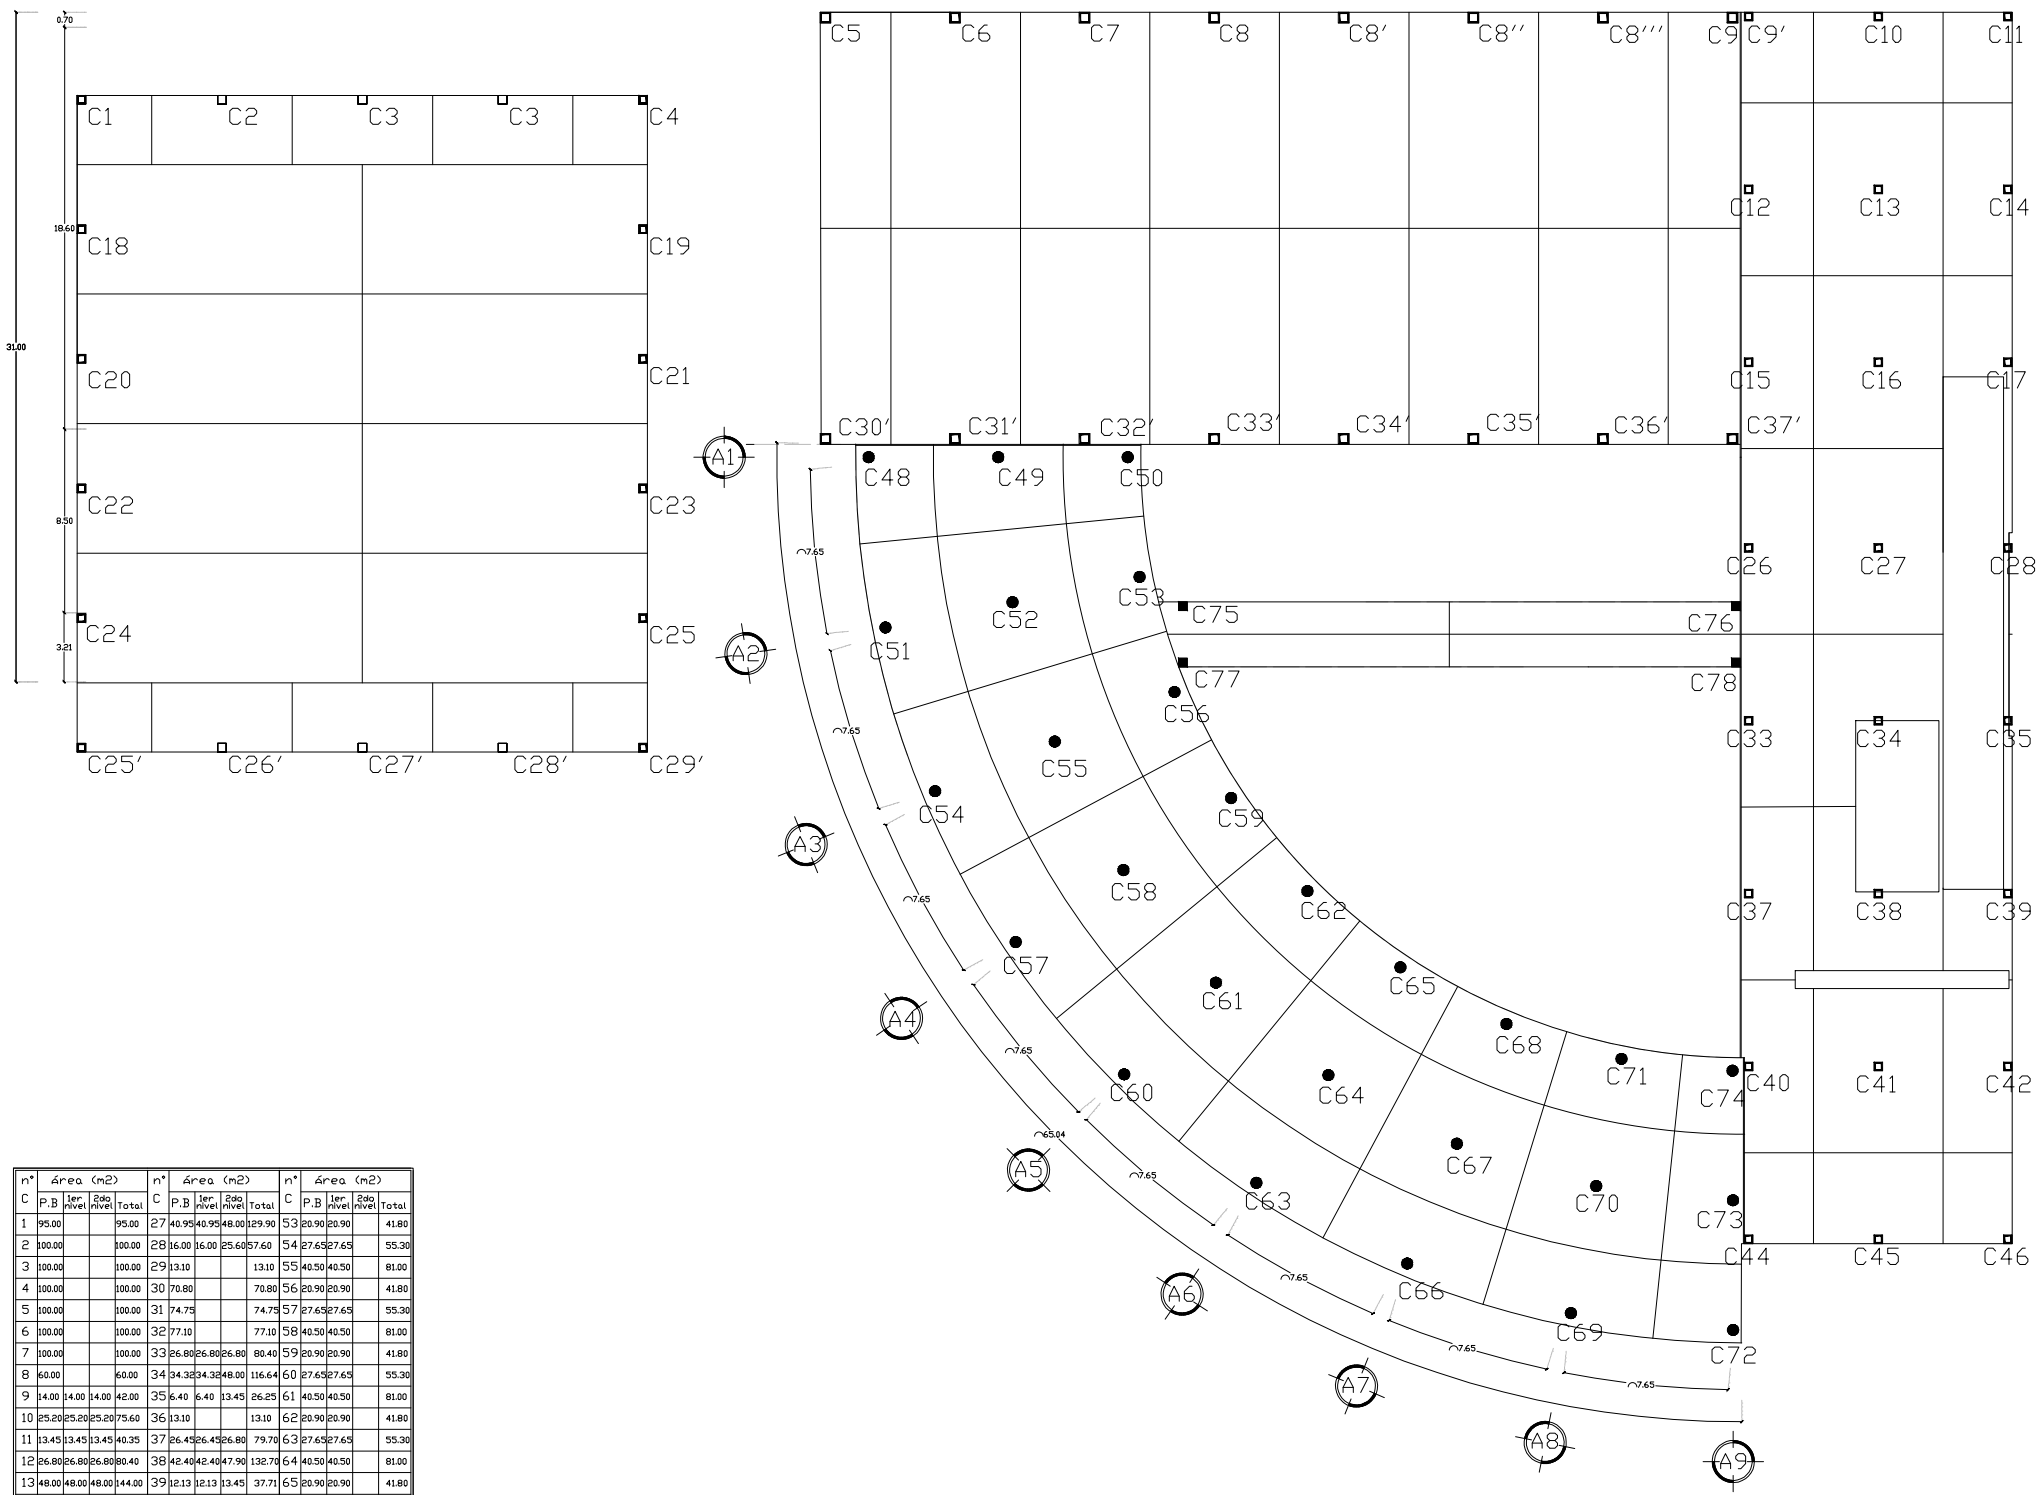 0.70
C5 C6 C7 C8 C8' C8'' C8''' C9 C9' C10 C11
C1 C2 C3 C3 C4
C12 C13 C14
18.60
C18 C19
31.00
C20 C21
C15 C16 C17
C30' C31' C32' C33' C34' C35' C36' C37'
A1
C48 C49 C50
C22 C23
8.50
7.65
C26 C27 C28
C53
C75 C76
C52
C24 C25
3.21
C51
A2
C77 C78
C56
7.65
C33 C34 C35
C25' C26' C27' C28' C29'
C55
C54
C59
A3
C58
7.65
C62
C37 C38 C39
C57
C65
C61
A4
C68
7.65
C71
C60
C64
C74
C40 C41 C42
65.04
A5
7.65
C67
C63
C70
C73
C44 C45 C46
7.65
A6
C66
C69
C72
7.65
7.65
A7
A8
A9
n° área (m2) n° área (m2) n° área (m2)
C P.B 1er nivel 2do nivel Total C P.B 1er nivel 2do nivel Total C P.B 1er nivel 2do nivel Total
1 95.00 95.00 27 40.95 40.95 48.00 129.90 53 20.90 20.90 41.80
2 100.00 100.00 28 16.00 16.00 25.60 57.60 54 27.65 27.65 55.30
3 100.00 100.00 29 13.10 13.10 55 40.50 40.50 81.00
4 100.00 100.00 30 70.80 70.80 56 20.90 20.90 41.80
5 100.00 100.00 31 74.75 74.75 57 27.65 27.65 55.30
6 100.00 100.00 32 77.10 77.10 58 40.50 40.50 81.00
7 100.00 100.00 33 26.80 26.80 26.80 80.40 59 20.90 20.90 41.80
8 60.00 60.00 34 34.32 34.32 48.00 116.64 60 27.65 27.65 55.30
9 14.00 14.00 14.00 42.00 35 6.40 6.40 13.45 26.25 61 40.50 40.50 81.00
10 25.20 25.20 25.20 75.60 36 13.10 13.10 62 20.90 20.90 41.80
11 13.45 13.45 13.45 40.35 37 26.45 26.45 26.80 79.70 63 27.65 27.65 55.30
12 26.80 26.80 26.80 80.40 38 42.40 42.40 47.90 132.70 64 40.50 40.50 81.00
13 48.00 48.00 48.00 144.00 39 12.13 12.13 13.45 37.71 65 20.90 20.90 41.80